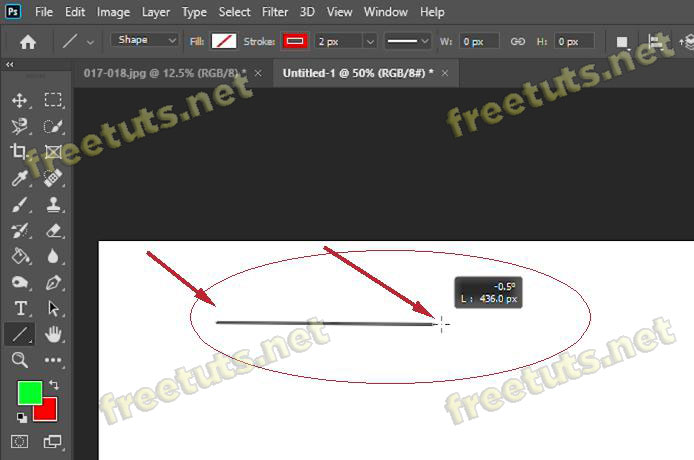 Ps File Edit Image Layer Type Select Filter 3D View Window Help
Shape Fill: Stroke: 2 px W: 0 px H: 0 px
017-018.jpg @ 12.5% (RGB/8) * × Untitled-1 @ 50% (RGB/8#) * ×
freetuts.net
freetuts.net
-0.5°
L : 436.0 px
T
freetuts.net
freetuts.net